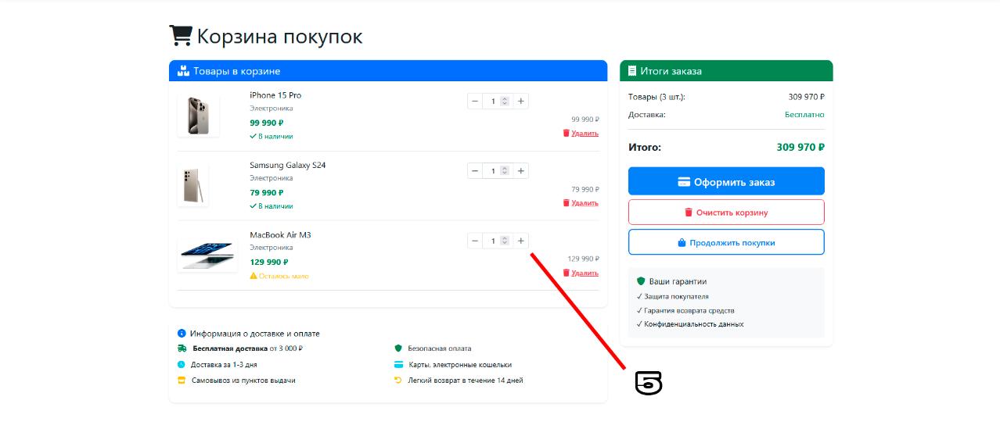 Корзина покупок
Товары в корзине
iPhone 15 Pro
Электроника
99 990 ₽
В наличии
− 1 +
99 990 ₽
Удалить
Samsung Galaxy S24
Электроника
79 990 ₽
В наличии
− 1 +
79 990 ₽
Удалить
MacBook Air M3
Электроника
129 990 ₽
Осталось мало
− 1 +
129 990 ₽
Удалить
Информация о доставке и оплате
Бесплатная доставка от 3 000 ₽
Доставка за 1-3 дня
Самовывоз из пунктов выдачи
Безопасная оплата
Карты, электронные кошельки
Легкий возврат в течение 14 дней
Итоги заказа
Товары (3 шт.): 309 970 ₽
Доставка: Бесплатно
Итого: 309 970 ₽
Оформить заказ
Очистить корзину
Продолжить покупки
Ваши гарантии
✓ Защита покупателя
✓ Гарантия возврата средств
✓ Конфиденциальность данных
5